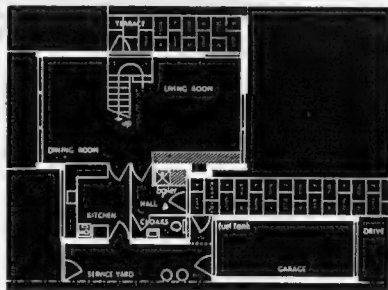 TERRACE
LIVING ROOM
DINING ROOM
boiler
HALL
KITCHEN
CLOAKS
fuel tank
DRIVE
SERVICE YARD
GARAGE